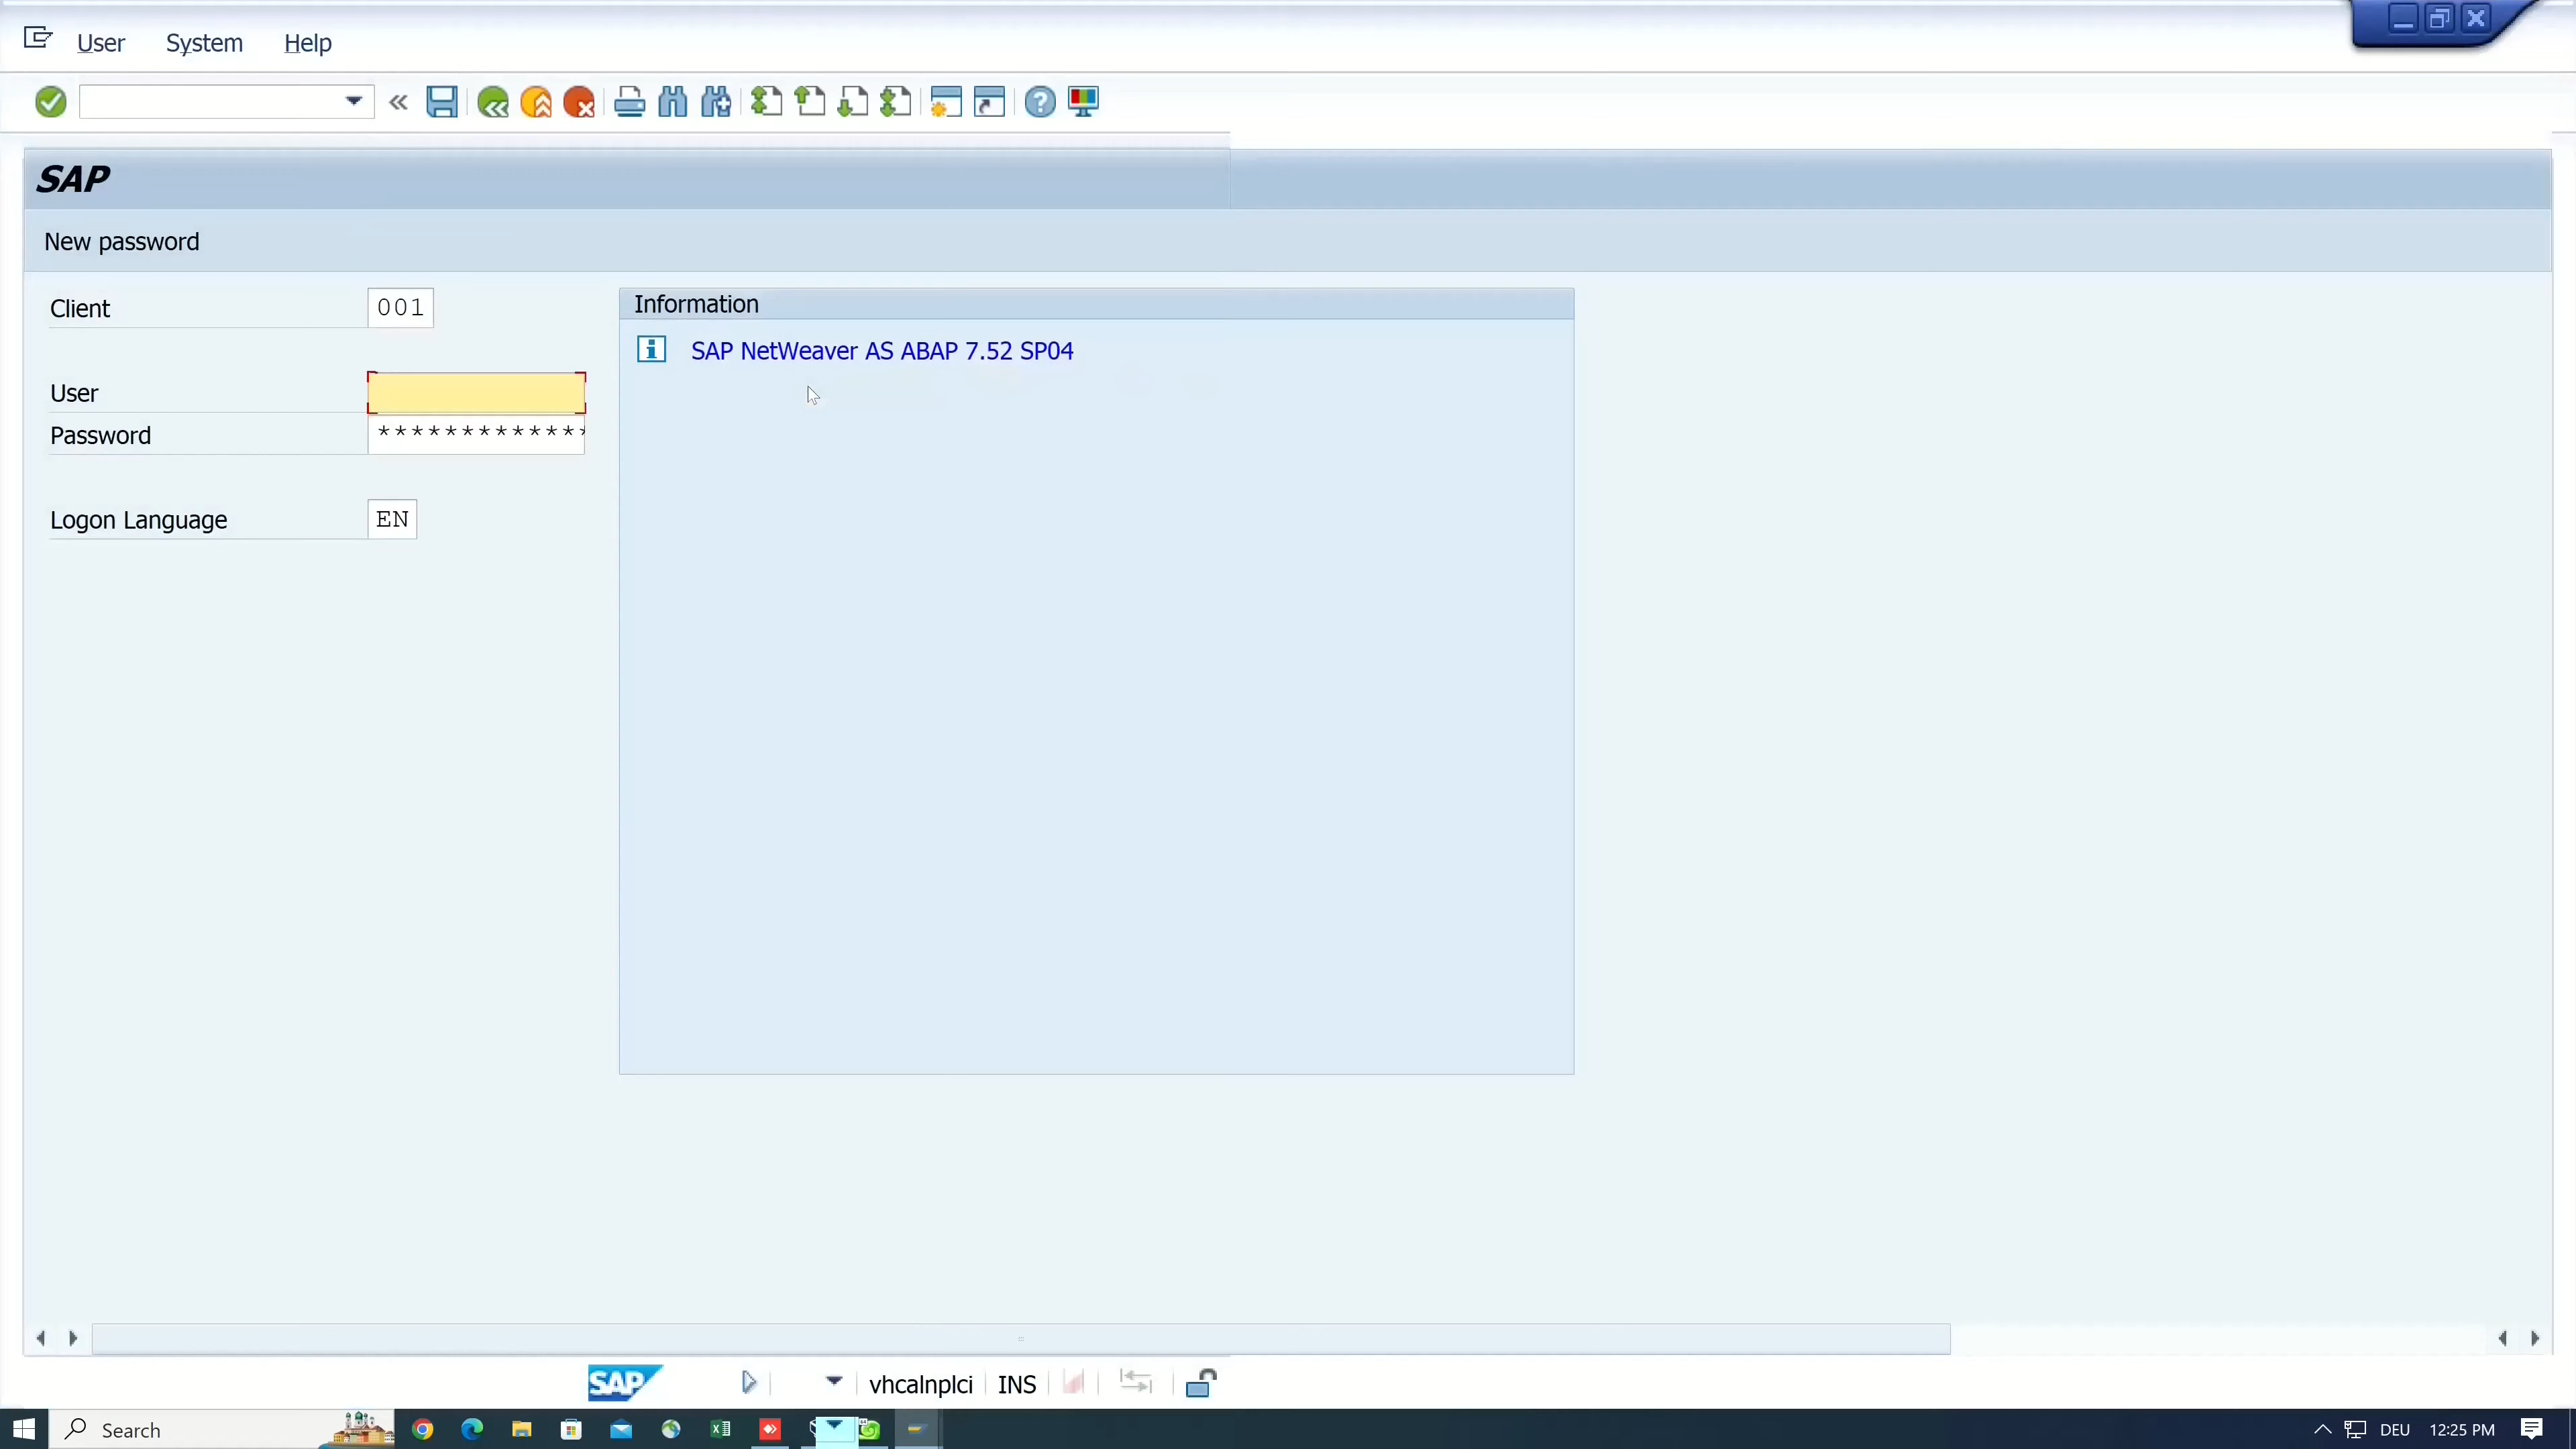 User System Help
SAP
New password
Client 001
Information
SAP NetWeaver AS ABAP 7.52 SP04
User
Password *************
Logon Language EN
SAP vhcalnplci INS
Search DEU 12:25 PM